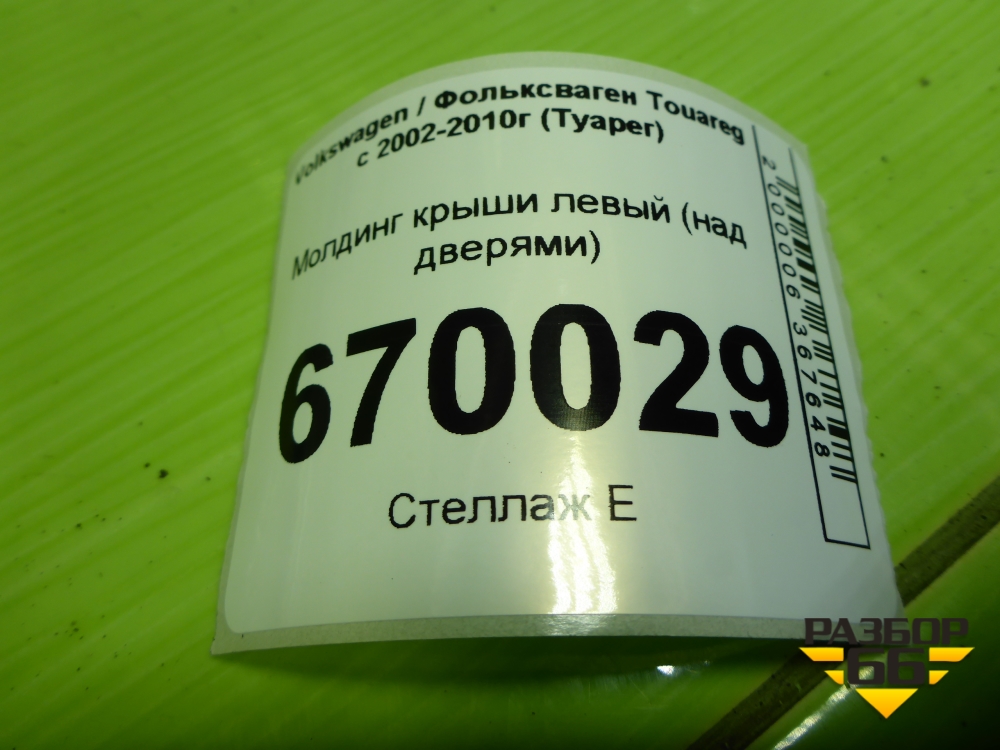 Volkswagen / Фольксваген Touareg
с 2002-2010г (Туарег)
Молдинг крыши левый (над
дверями)
670029
Стеллаж Е
2000006367648
РАЗБОР
66